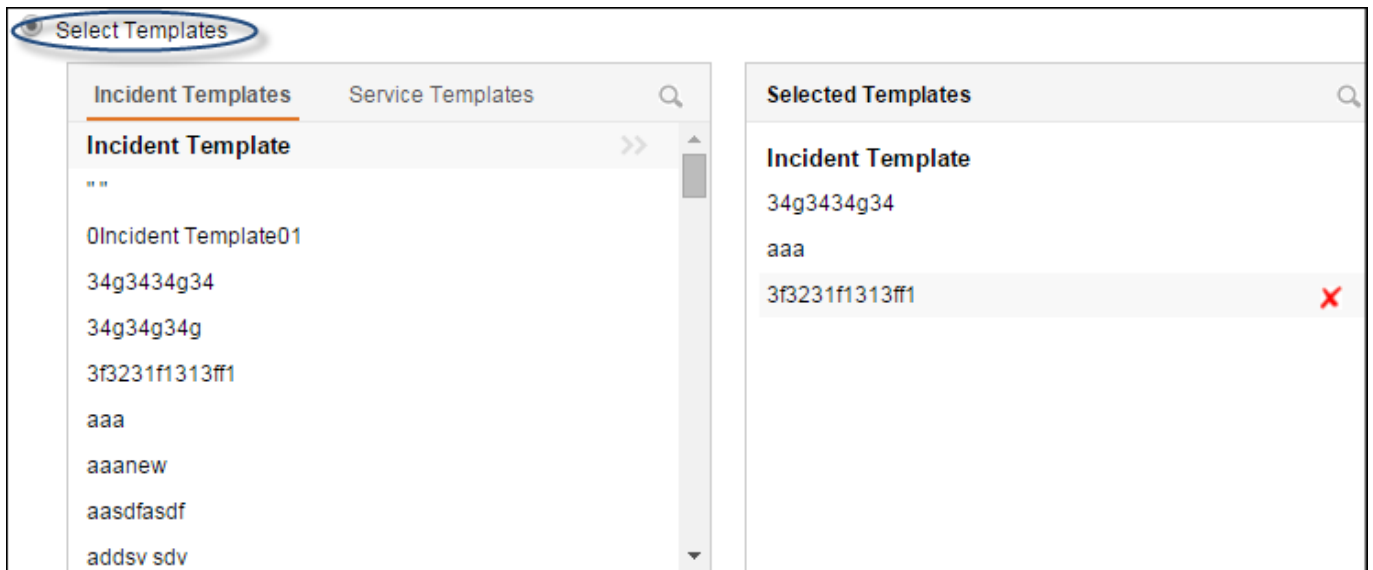 Select Templates
Incident Templates Service Templates
Incident Template
" "
0Incident Template01
34g3434g34
34g34g34g
3f3231f1313ff1
aaa
aaanew
aasdfasdf
addsv sdv
Selected Templates
Incident Template
34g3434g34
aaa
3f3231f1313ff1